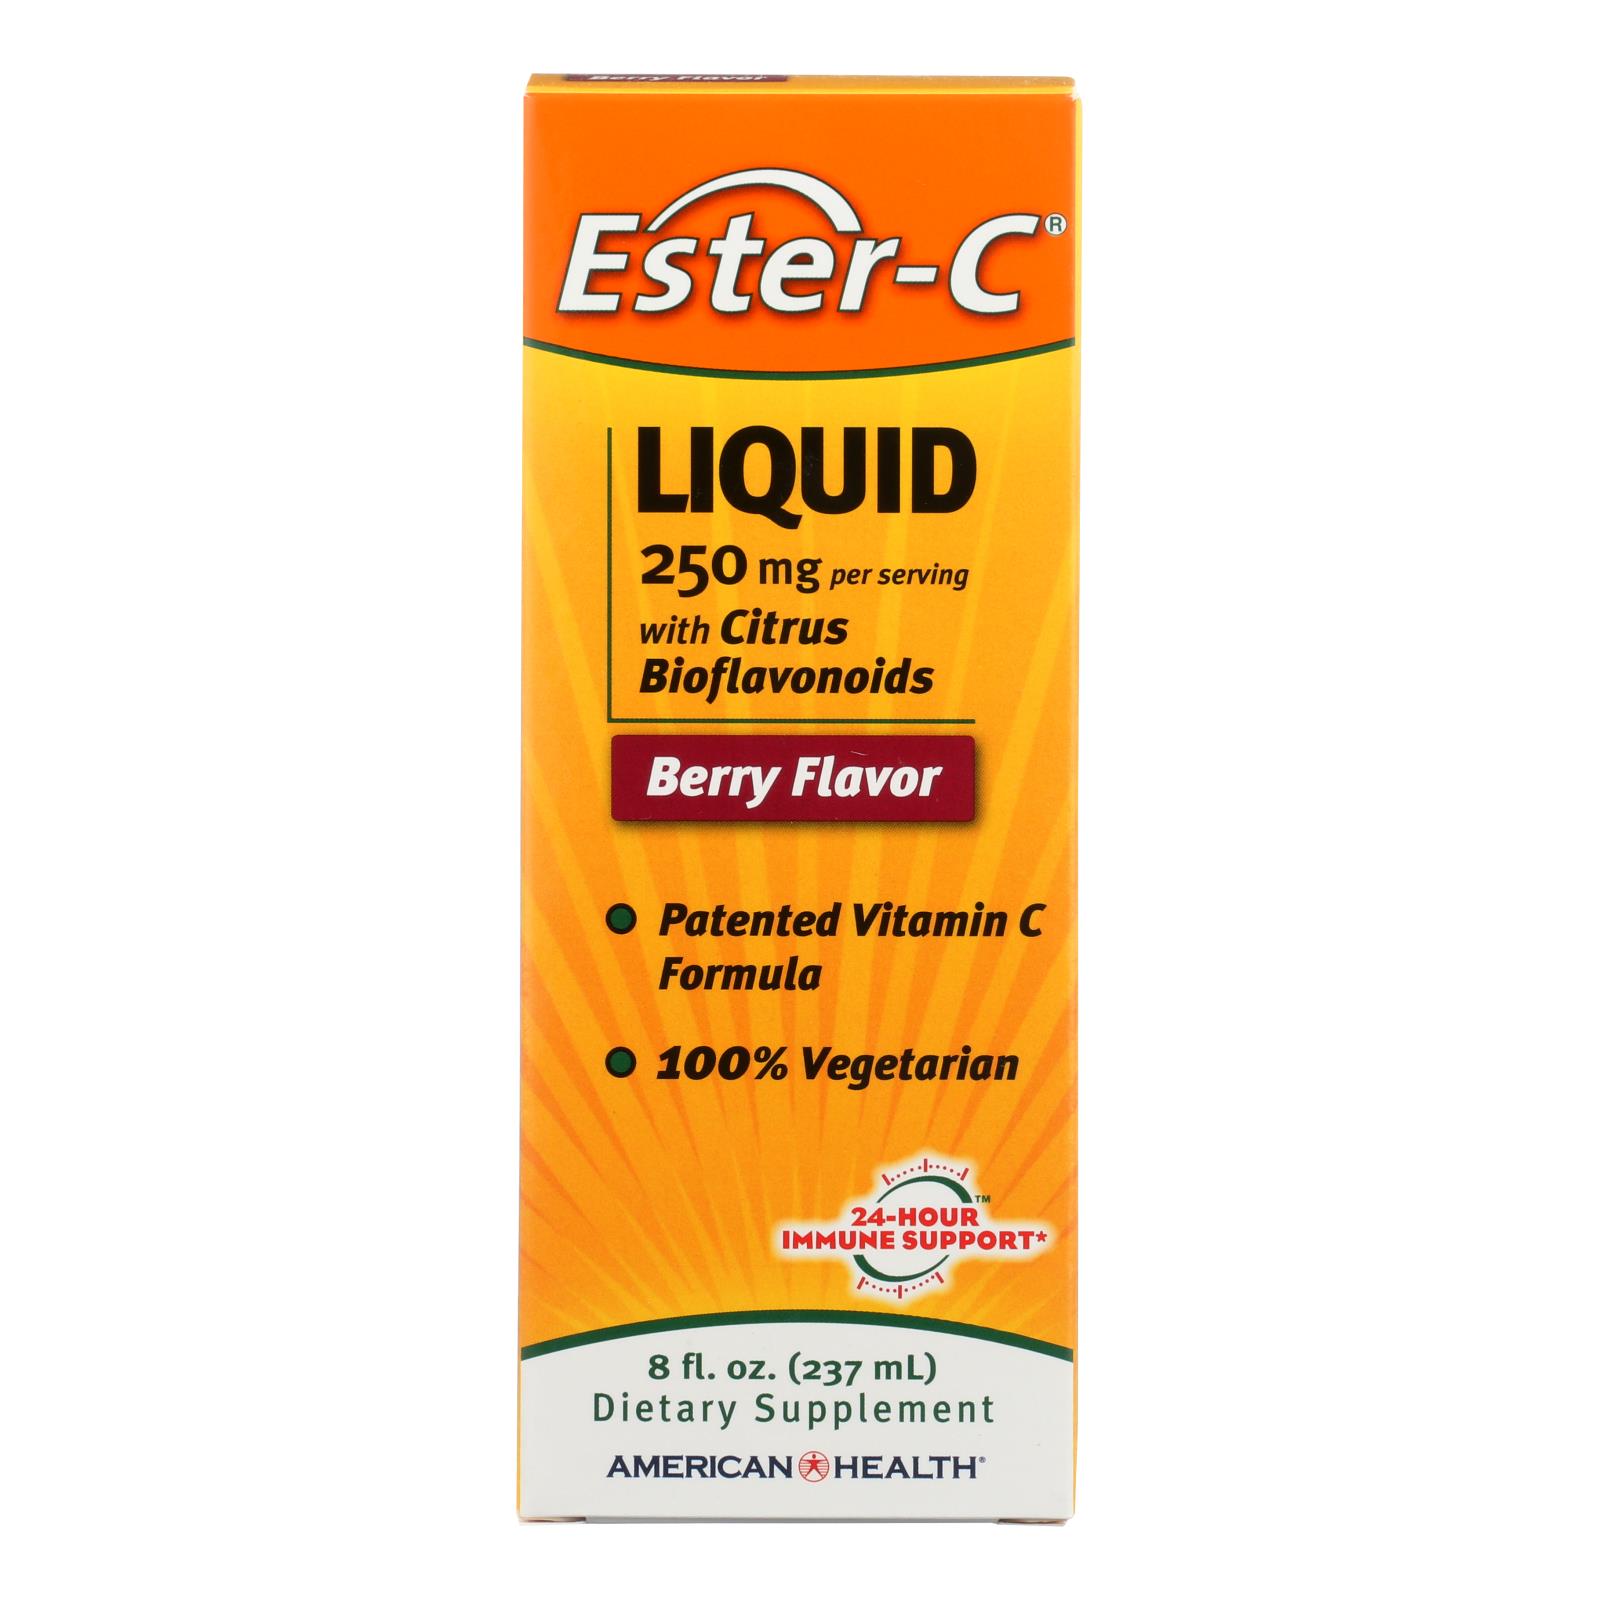 Berry Flavor
Ester-C®
LIQUID
250 mg per serving
with Citrus
Bioflavonoids
Berry Flavor
Patented Vitamin C
Formula
100% Vegetarian
24-HOUR™
IMMUNE SUPPORT*
8 fl. oz. (237 mL)
Dietary Supplement
AMERICAN HEALTH®